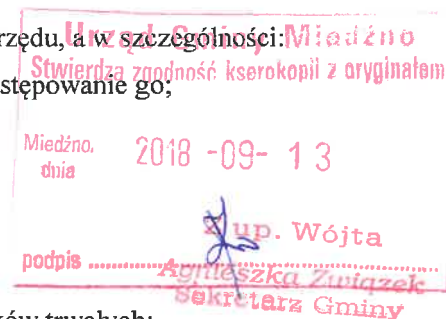 rzędu, a w szczególności:
Urząd Gminy Miedźno
Stwierdza zgodność kserokopii z oryginałem
stępowanie go;
Miedźno,
dnia
2018 -09- 13
z up. Wójta
podpis
Agnieszka Związek
Sekretarz Gminy
ków trwałych;